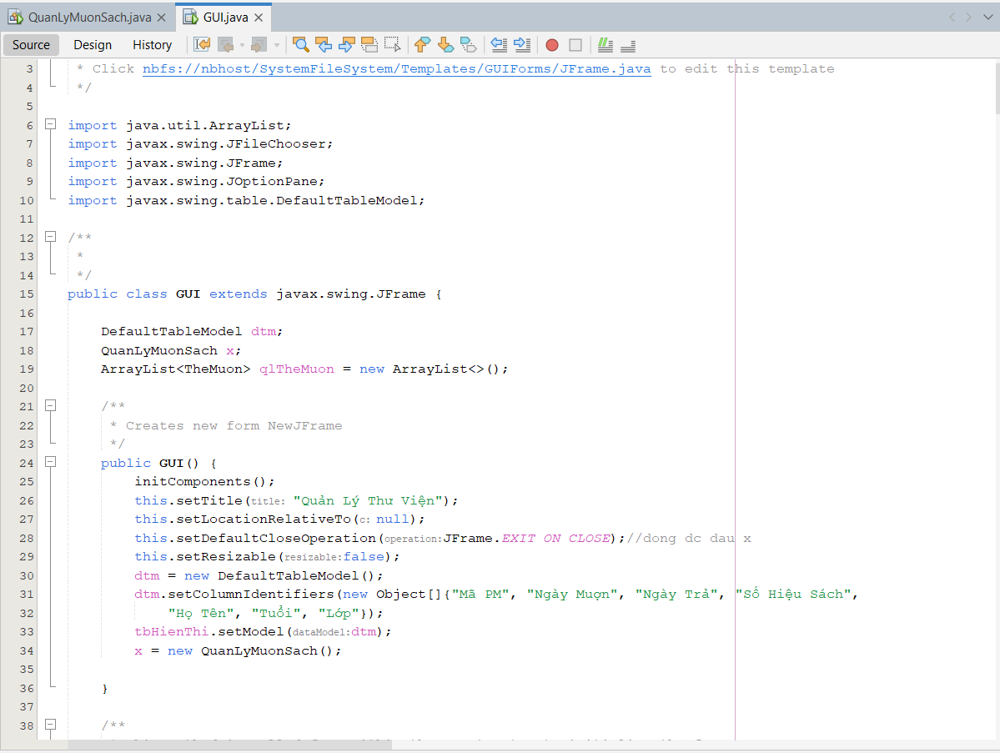 QuanLyMuonSach.java GUI.java
Source Design History
3 * Click nbfs://nbhost/SystemFileSystem/Templates/GUIForms/JFrame.java to edit this template
4 */
5
6 import java.util.ArrayList;
7 import javax.swing.JFileChooser;
8 import javax.swing.JFrame;
9 import javax.swing.JOptionPane;
10 import javax.swing.table.DefaultTableModel;
11
12 /**
13 *
14 */
15 public class GUI extends javax.swing.JFrame {
16
17 DefaultTableModel dtm;
18 QuanLyMuonSach x;
19 ArrayList<TheMuon> qlTheMuon = new ArrayList<>();
20
21 /**
22 * Creates new form NewJFrame
23 */
24 public GUI() {
25 initComponents();
26 this.setTitle(title: "Quản Lý Thư Viện");
27 this.setLocationRelativeTo(c: null);
28 this.setDefaultCloseOperation(operation:JFrame.EXIT_ON_CLOSE);//dong dc dau x
29 this.setResizable(resizable:false);
30 dtm = new DefaultTableModel();
31 dtm.setColumnIdentifiers(new Object[]{"Mã PM", "Ngày Mượn", "Ngày Trả", "Số Hiệu Sách",
32 "Họ Tên", "Tuổi", "Lớp"});
33 tbHienThi.setModel(dataModel:dtm);
34 x = new QuanLyMuonSach();
35
36 }
37
38 /**